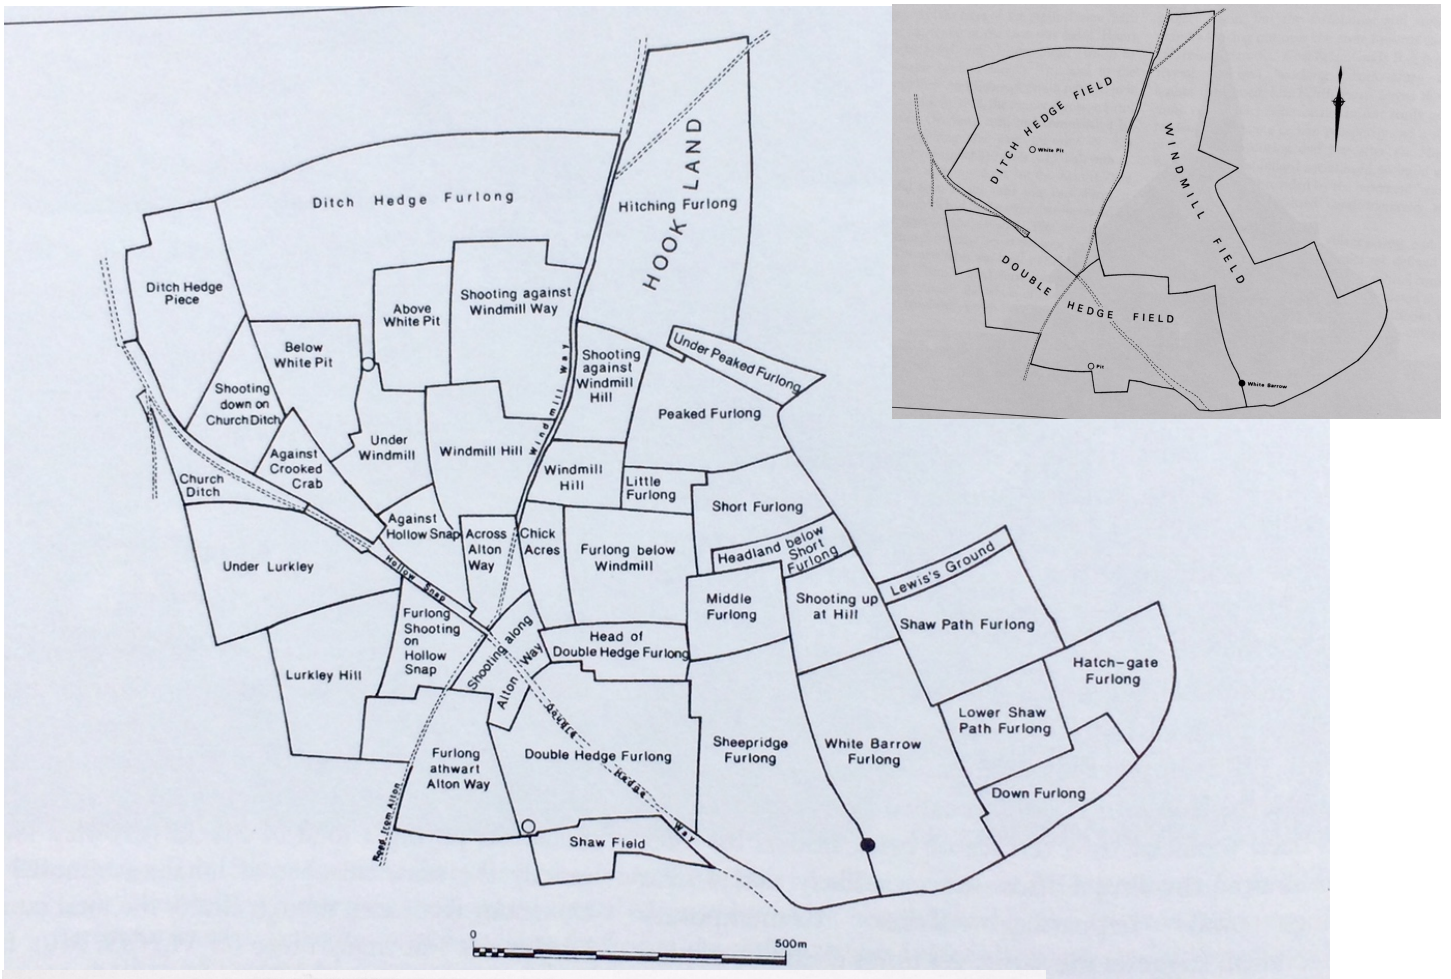 HOOK LAND
Hitching Furlong
Ditch Hedge Furlong
Ditch Hedge
Piece
Above
White Pit
Shooting against
Windmill Way
Below
White Pit
Shooting
down on
Church Ditch
Against
Crooked
Crab
Under
Windmill
Windmill Hill
Windmill Way
Shooting
against
Windmill
Hill
Under Peaked Furlong
Peaked Furlong
Windmill
Hill
Little
Furlong
Short Furlong
Church
Ditch
Against
Hollow Snap
Across
Alton
Way
Chick
Acres
Furlong below
Windmill
Headland below
Short
Furlong
Lewis's Ground
Under Lurkley
Hollow Snap
Furlong
Shooting
on
Hollow
Snap
Shooting along
Alton Way
Head of
Double Hedge Furlong
Middle
Furlong
Shooting up
at Hill
Shaw Path Furlong
Hatch-gate
Furlong
Lurkley Hill
Lower Shaw
Path Furlong
Furlong
athwart
Alton Way
Double Hedge Furlong
Double Hedge Way
Sheepridge
Furlong
White Barrow
Furlong
Down Furlong
Road from Alton
Shaw Field
0
500m
DITCH HEDGE FIELD
White Pit
WINDMILL FIELD
DOUBLE HEDGE FIELD
Pit
White Barrow